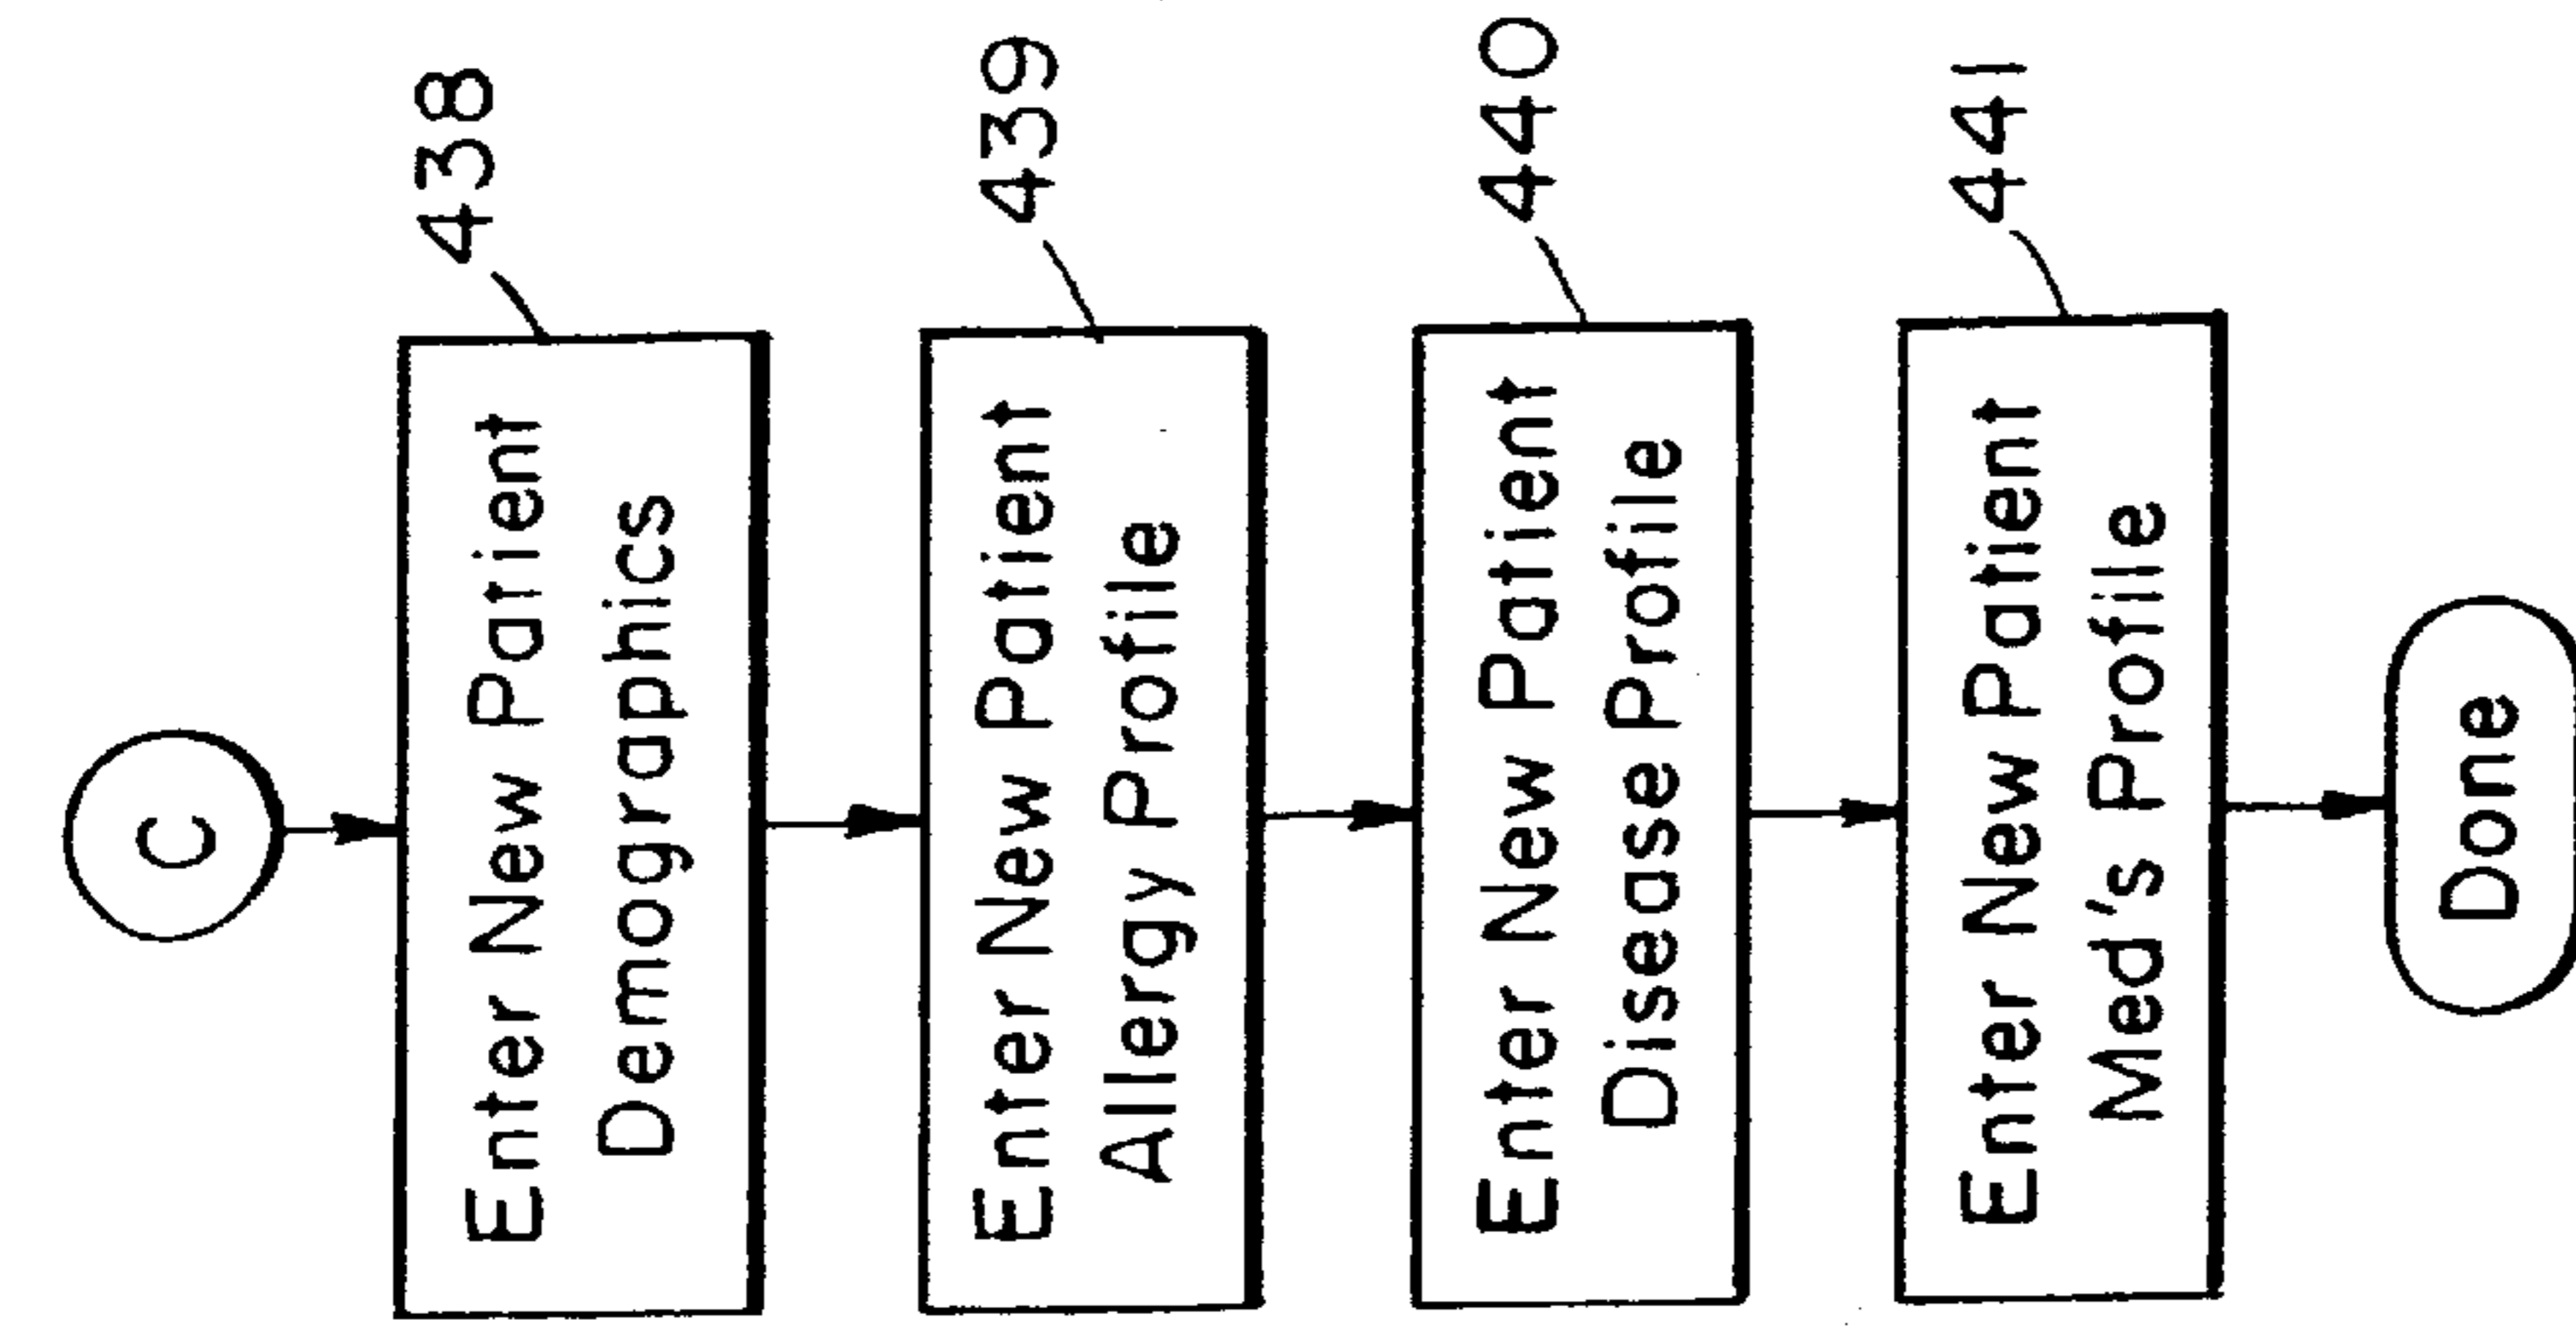 C
438
Enter New Patient
Demographics
439
Enter New Patient
Allergy Profile
440
Enter New Patient
Disease Profile
441
Enter New Patient
Med's Profile
Done